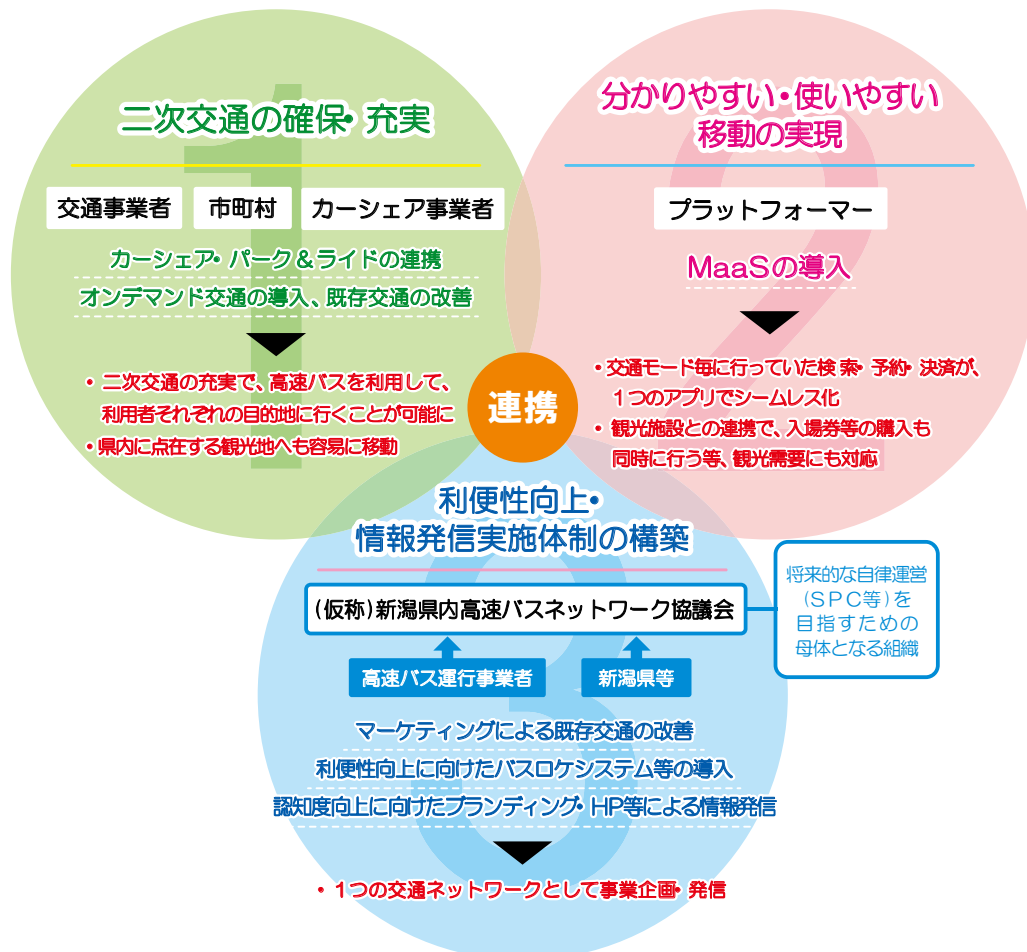 1
二次交通の確保・充実
交通事業者
市町村
カーシェア事業者
カーシェア・パーク&ライドの連携
オンデマンド交通の導入、既存交通の改善
・二次交通の充実で、高速バスを利用して、
利用者それぞれの目的地に行くことが可能に
・県内に点在する観光地へも容易に移動
2
分かりやすい・使いやすい
移動の実現
プラットフォーマー
MaaSの導入
・交通モード毎に行っていた検索・予約・決済が、
1つのアプリでシームレス化
・観光施設との連携で、入場券等の購入も
同時に行う等、観光需要にも対応
連携
3
利便性向上・
情報発信実施体制の構築
(仮称)新潟県内高速バスネットワーク協議会
将来的な自律運営
(SPC等)を
目指すための
母体となる組織
高速バス運行事業者
新潟県等
マーケティングによる既存交通の改善
利便性向上に向けたバスロケシステム等の導入
認知度向上に向けたブランディング・HP等による情報発信
・1つの交通ネットワークとして事業企画・発信